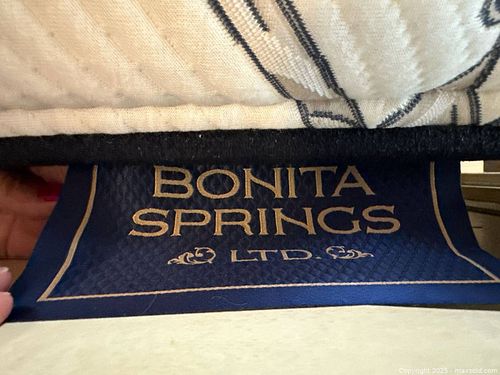 BONITA
SPRINGS
LTD.
Copyright 2025 - maxsold.com